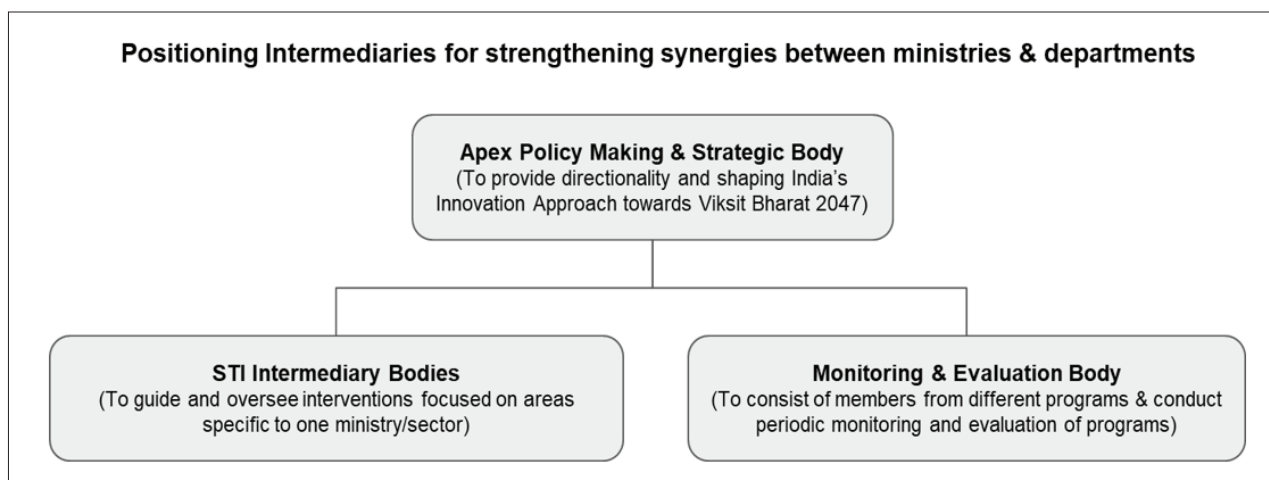 Positioning Intermediaries for strengthening synergies between ministries & departments
Apex Policy Making & Strategic Body
(To provide directionality and shaping India's
Innovation Approach towards Viksit Bharat 2047)
STI Intermediary Bodies
(To guide and oversee interventions focused on areas
specific to one ministry/sector)
Monitoring & Evaluation Body
(To consist of members from different programs & conduct
periodic monitoring and evaluation of programs)